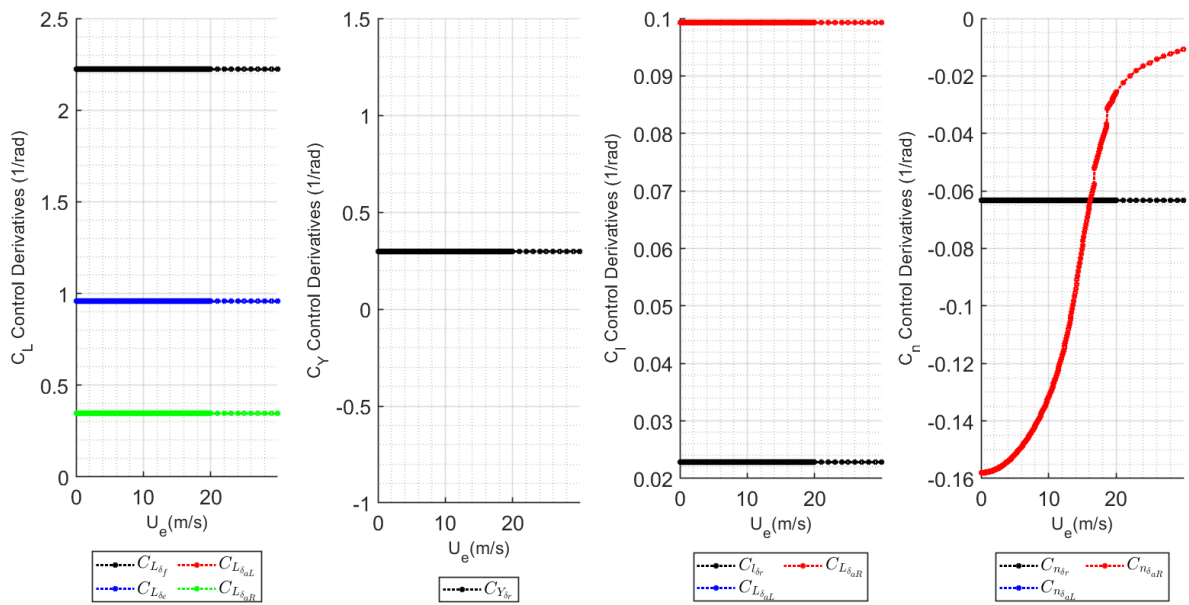 C_L Control Derivatives (1/rad)
2.5
2
1.5
1
0.5
0
0 10 20
U_e(m/s)
C_{L_{δ_f}} C_{L_{δ_{aL}}}
C_{L_{δ_e}} C_{L_{δ_{aR}}}
C_Y Control Derivatives (1/rad)
1.5
1
0.5
0
-0.5
-1
0 10 20
U_e(m/s)
C_{Y_{δ_r}}
C_l Control Derivatives (1/rad)
0.1
0.09
0.08
0.07
0.06
0.05
0.04
0.03
0.02
0 10 20
U_e(m/s)
C_{l_{δ_r}} C_{L_{δ_{aR}}}
C_{L_{δ_{aL}}}
C_n Control Derivatives (1/rad)
0
-0.02
-0.04
-0.06
-0.08
-0.1
-0.12
-0.14
-0.16
0 10 20
U_e(m/s)
C_{n_{δ_r}} C_{n_{δ_{aR}}}
C_{n_{δ_{aL}}}